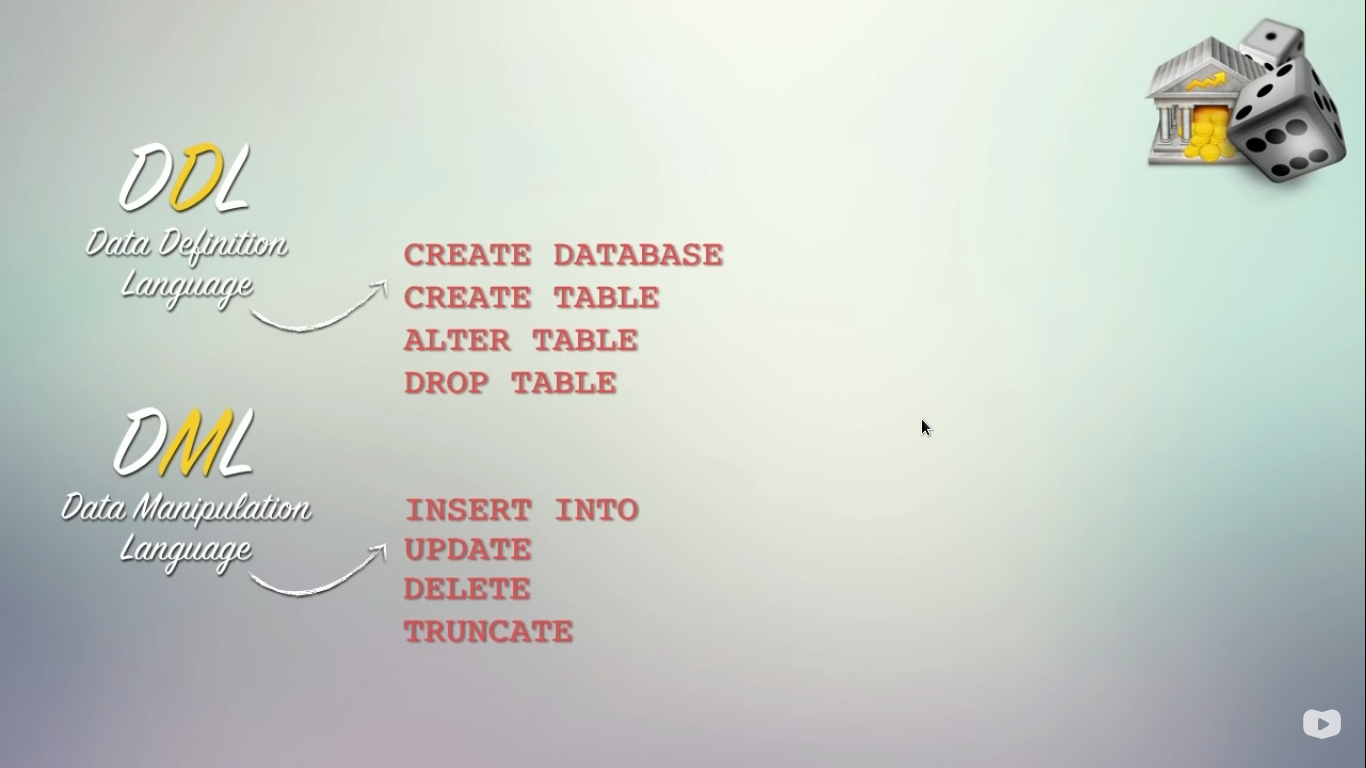 DDL
Data Definition
Language
CREATE DATABASE
CREATE TABLE
ALTER TABLE
DROP TABLE
DML
Data Manipulation
Language
INSERT INTO
UPDATE
DELETE
TRUNCATE